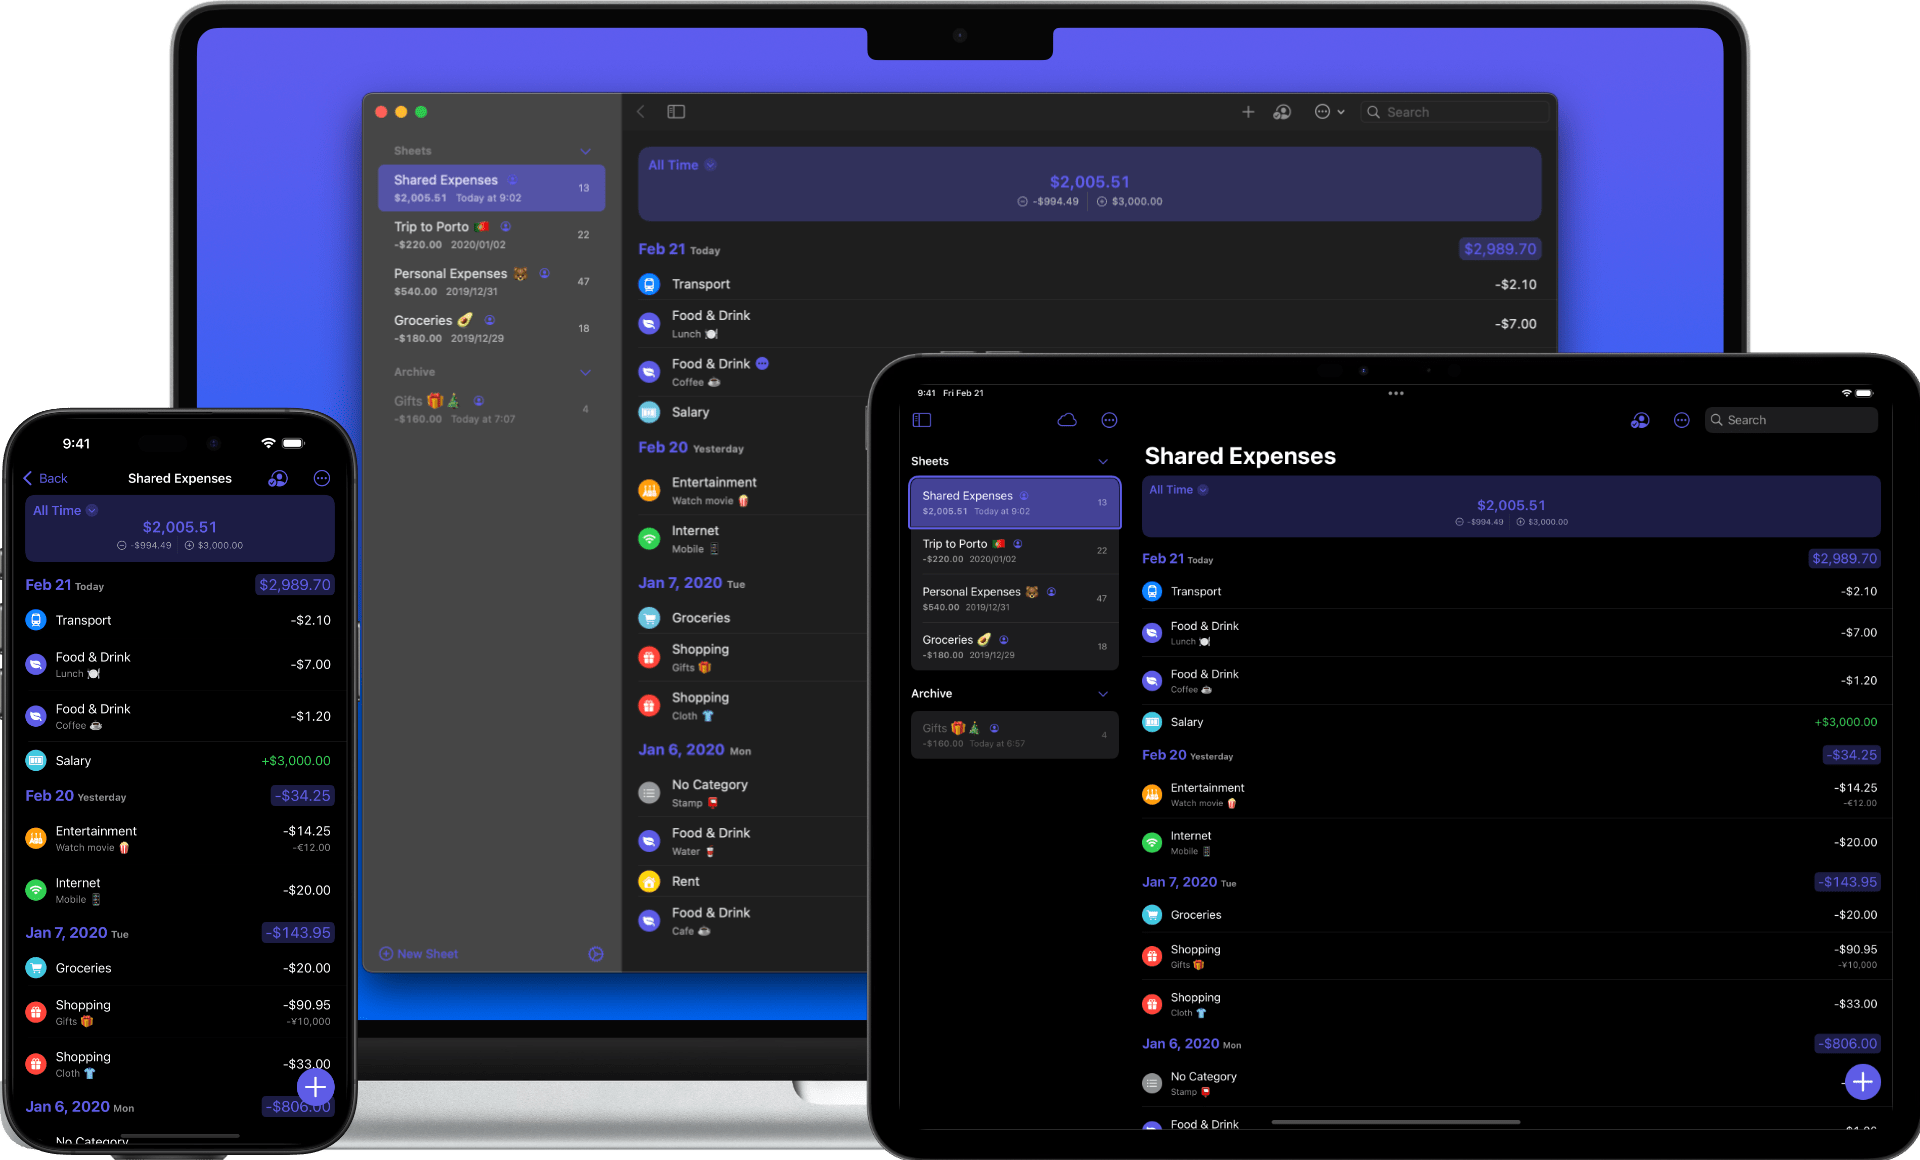 Search
Sheets
Shared Expenses
13
$2,005.51 Today at 9:02
Trip to Porto 🇵🇹
22
-$220.00 2020/01/02
Personal Expenses 🐻
47
$540.00 2019/12/31
Groceries 🥑
18
-$180.00 2019/12/29
Archive
Gifts 🎁🎄
4
-$160.00 Today at 7:07
New Sheet
All Time
$2,005.51
-$994.49 $3,000.00
Feb 21 Today $2,989.70
Transport -$2.10
Food & Drink
Lunch 🍽️
-$7.00
Food & Drink
Coffee ☕
Salary
Feb 20 Yesterday
Entertainment
Watch movie 🍿
Internet
Mobile 📱
Jan 7, 2020 Tue
Groceries
Shopping
Gifts 🎁
Shopping
Cloth 👕
Jan 6, 2020 Mon
No Category
Stamp 📮
Food & Drink
Water 🥤
Rent
Food & Drink
Cafe ☕
9:41
Back Shared Expenses
All Time
$2,005.51
-$994.49 $3,000.00
Feb 21 Today $2,989.70
Transport -$2.10
Food & Drink
Lunch 🍽️
-$7.00
Food & Drink
Coffee ☕
-$1.20
Salary +$3,000.00
Feb 20 Yesterday -$34.25
Entertainment -$14.25
Watch movie 🍿 -€12.00
Internet
Mobile 📱
-$20.00
Jan 7, 2020 Tue -$143.95
Groceries -$20.00
Shopping -$90.95
Gifts 🎁 -¥10,000
Shopping
Cloth 👕
-$33.00
Jan 6, 2020 Mon -$806.00
No Category
9:41 Fri Feb 21
Search
Sheets
Shared Expenses
13
$2,005.51 Today at 9:02
Trip to Porto 🇵🇹
22
-$220.00 2020/01/02
Personal Expenses 🐻
47
$540.00 2019/12/31
Groceries 🥑
18
-$180.00 2019/12/29
Archive
Gifts 🎁🎄
4
-$160.00 Today at 6:57
Shared Expenses
All Time
$2,005.51
-$994.49 $3,000.00
Feb 21 Today $2,989.70
Transport -$2.10
Food & Drink
Lunch 🍽️
-$7.00
Food & Drink
Coffee ☕
-$1.20
Salary +$3,000.00
Feb 20 Yesterday -$34.25
Entertainment -$14.25
Watch movie 🍿 -€12.00
Internet
Mobile 📱
-$20.00
Jan 7, 2020 Tue -$143.95
Groceries -$20.00
Shopping -$90.95
Gifts 🎁 -¥10,000
Shopping
Cloth 👕
-$33.00
Jan 6, 2020 Mon -$806.00
No Category
Stamp 📮
Food & Drink